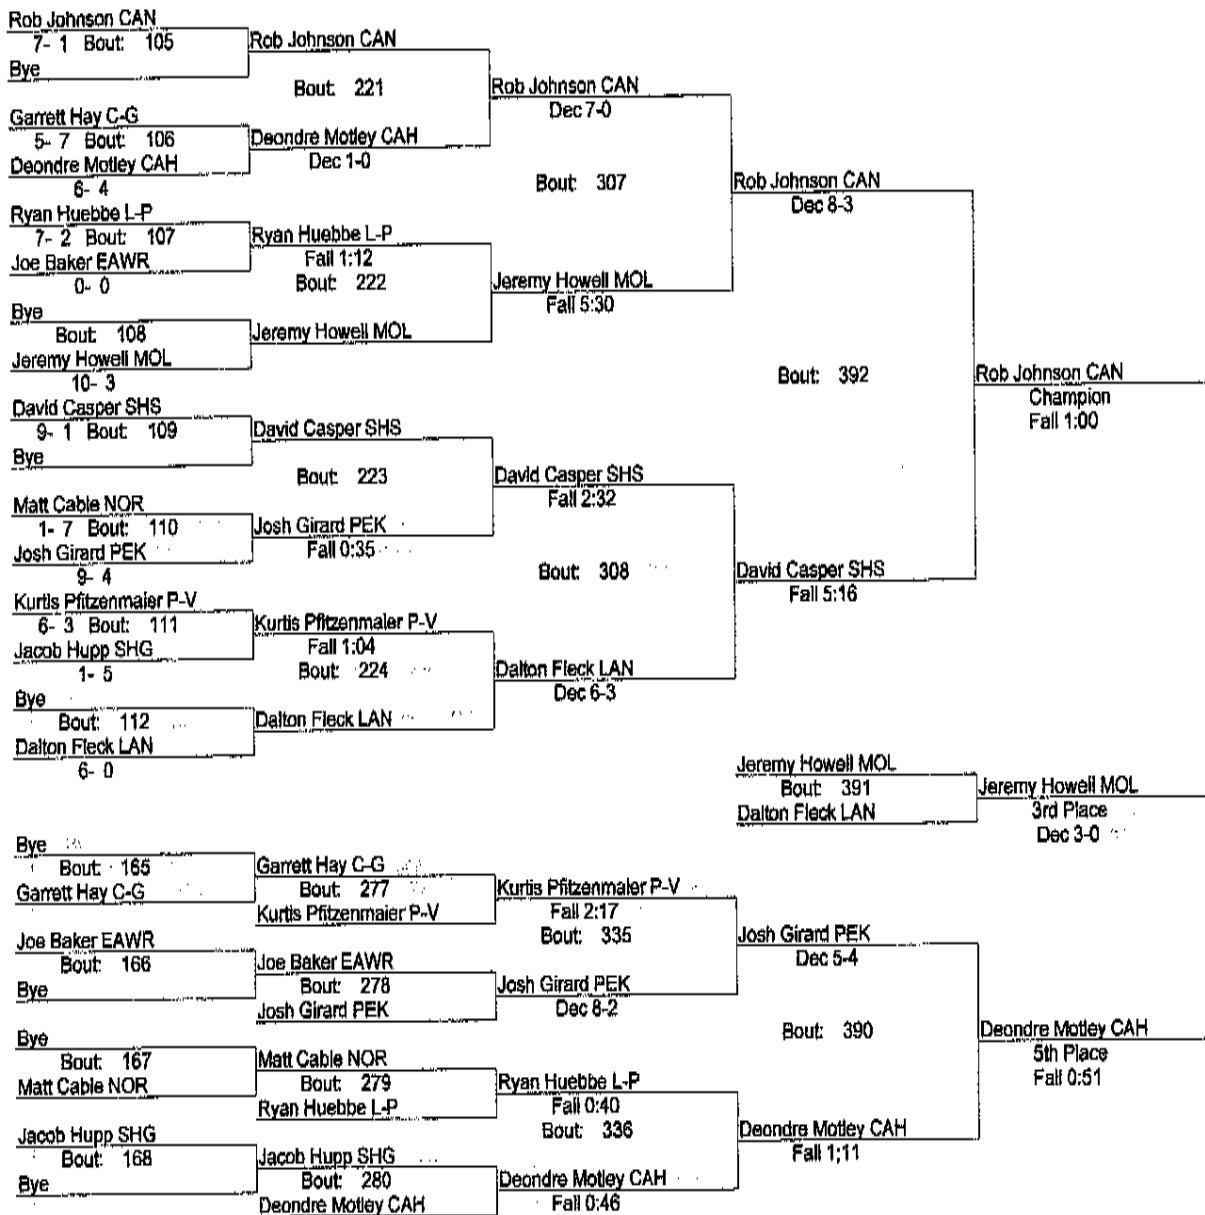 Rob Johnson CAN
7- 1 Bout: 105
Bye
Rob Johnson CAN
Bout: 221
Garrett Hay C-G
5- 7 Bout: 106
Deondre Motley CAH
6- 4
Deondre Motley CAH
Dec 1-0
Rob Johnson CAN
Dec 7-0
Bout: 307
Ryan Huebbe L-P
7- 2 Bout: 107
Joe Baker EAWR
0- 0
Ryan Huebbe L-P
Fall 1:12
Bout: 222
Bye
Bout: 108
Jeremy Howell MOL
10- 3
Jeremy Howell MOL
Jeremy Howell MOL
Fall 5:30
Rob Johnson CAN
Dec 8-3
Bout: 392
David Casper SHS
9- 1 Bout: 109
Bye
David Casper SHS
Bout: 223
Matt Cable NOR
1- 7 Bout: 110
Josh Girard PEK
9- 4
Josh Girard PEK
Fall 0:35
David Casper SHS
Fall 2:32
Bout: 308
Kurtis Pfitzenmaier P-V
6- 3 Bout: 111
Jacob Hupp SHG
1- 5
Kurtis Pfitzenmaier P-V
Fall 1:04
Bout: 224
Bye
Bout: 112
Dalton Fleck LAN
6- 0
Dalton Fleck LAN
Dalton Fleck LAN
Dec 6-3
David Casper SHS
Fall 5:16
Rob Johnson CAN
Champion
Fall 1:00
Jeremy Howell MOL
Bout: 391
Dalton Fleck LAN
Jeremy Howell MOL
3rd Place
Dec 3-0
Bye
Bout: 165
Garrett Hay C-G
Garrett Hay C-G
Bout: 277
Kurtis Pfitzenmaier P-V
Kurtis Pfitzenmaier P-V
Fall 2:17
Bout: 335
Joe Baker EAWR
Bout: 166
Bye
Joe Baker EAWR
Bout: 278
Josh Girard PEK
Josh Girard PEK
Dec 8-2
Josh Girard PEK
Dec 5-4
Bout: 390
Bye
Bout: 167
Matt Cable NOR
Matt Cable NOR
Bout: 279
Ryan Huebbe L-P
Ryan Huebbe L-P
Fall 0:40
Bout: 336
Jacob Hupp SHG
Bout: 168
Bye
Jacob Hupp SHG
Bout: 280
Deondre Motley CAH
Deondre Motley CAH
Fall 0:46
Deondre Motley CAH
Fall 1;11
Deondre Motley CAH
5th Place
Fall 0:51